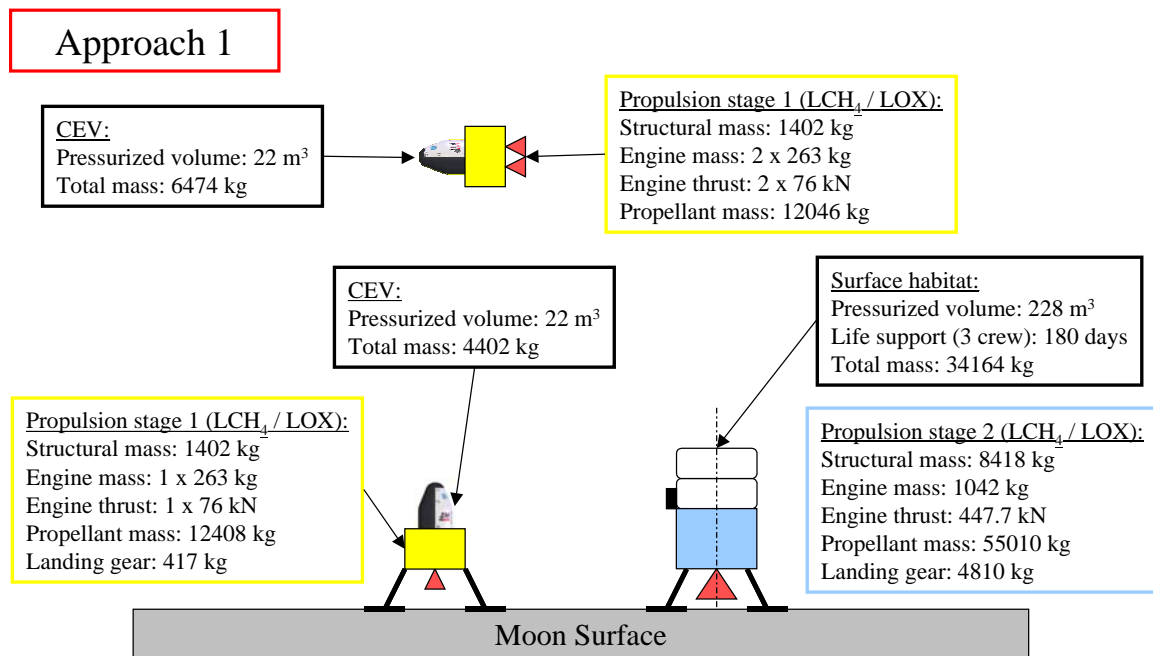 Approach 1
CEV:
Pressurized volume: 22 m³
Total mass: 6474 kg
Propulsion stage 1 (LCH₄ / LOX):
Structural mass: 1402 kg
Engine mass: 2 x 263 kg
Engine thrust: 2 x 76 kN
Propellant mass: 12046 kg
CEV:
Pressurized volume: 22 m³
Total mass: 4402 kg
Surface habitat:
Pressurized volume: 228 m³
Life support (3 crew): 180 days
Total mass: 34164 kg
Propulsion stage 1 (LCH₄ / LOX):
Structural mass: 1402 kg
Engine mass: 1 x 263 kg
Engine thrust: 1 x 76 kN
Propellant mass: 12408 kg
Landing gear: 417 kg
Propulsion stage 2 (LCH₄ / LOX):
Structural mass: 8418 kg
Engine mass: 1042 kg
Engine thrust: 447.7 kN
Propellant mass: 55010 kg
Landing gear: 4810 kg
Moon Surface